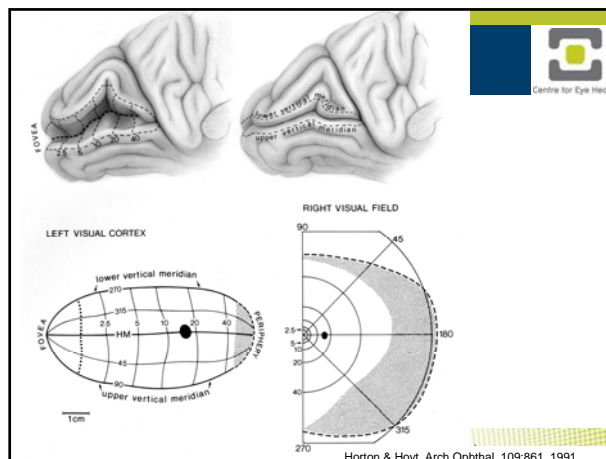 Centre for Eye Hea
FOVEA
2.5 5 10 20 40
lower vertical meridian
upper vertical meridian
LEFT VISUAL CORTEX
lower vertical meridian
270
315
2.5 5 10 20 40
FOVEA
HM
PERIPHERY
45
90
upper vertical meridian
1cm
RIGHT VISUAL FIELD
90
45
2.5
5
10
20
40
180
315
270
Horton & Hoyt, Arch Ophthal, 109:861, 1991